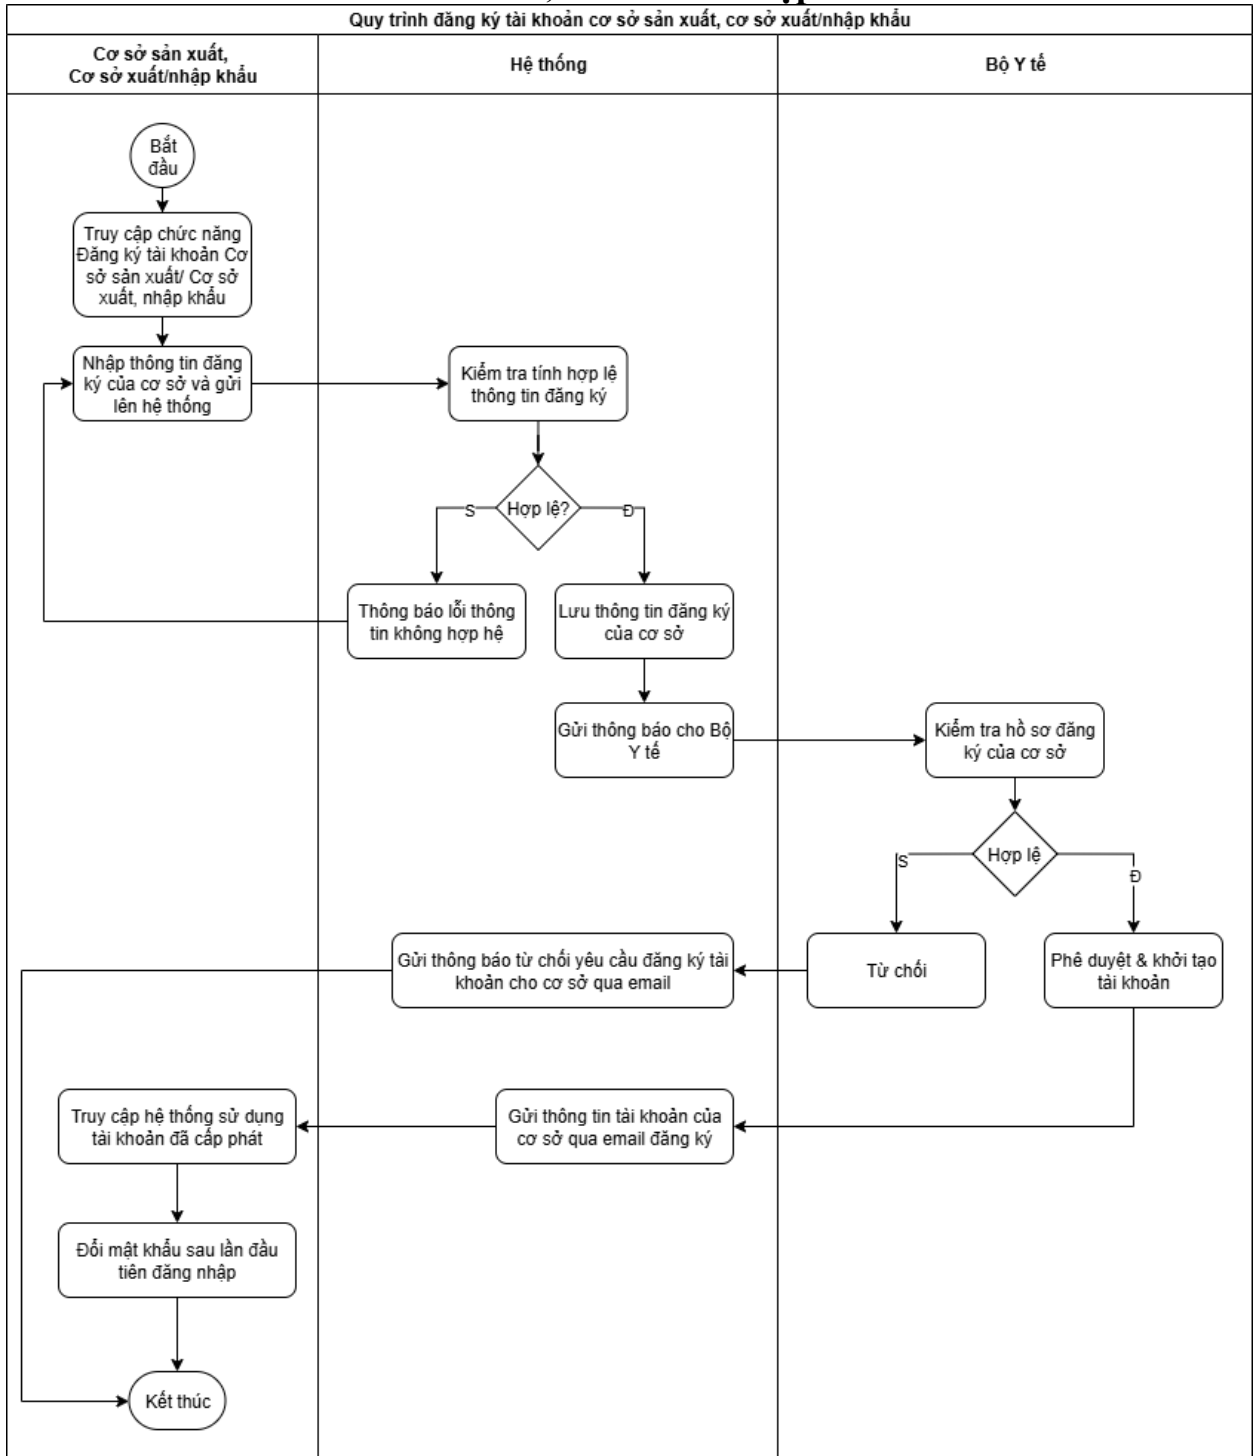 Quy trình đăng ký tài khoản cơ sở sản xuất, cơ sở xuất/nhập khẩu
Cơ sở sản xuất,
Cơ sở xuất/nhập khẩu
Hệ thống
Bộ Y tế
Bắt
đầu
Truy cập chức năng
Đăng ký tài khoản Cơ
sở sản xuất/ Cơ sở
xuất, nhập khẩu
Nhập thông tin đăng
ký của cơ sở và gửi
lên hệ thống
Kiểm tra tính hợp lệ
thông tin đăng ký
Hợp lệ?
S
Đ
Thông báo lỗi thông
tin không hợp hệ
Lưu thông tin đăng ký
của cơ sở
Gửi thông báo cho Bộ
Y tế
Kiểm tra hồ sơ đăng
ký của cơ sở
Hợp lệ
S
Đ
Gửi thông báo từ chối yêu cầu đăng ký tài
khoản cho cơ sở qua email
Từ chối
Phê duyệt & khởi tạo
tài khoản
Truy cập hệ thống sử dụng
tài khoản đã cấp phát
Gửi thông tin tài khoản của
cơ sở qua email đăng ký
Đổi mật khẩu sau lần đầu
tiên đăng nhập
Kết thúc